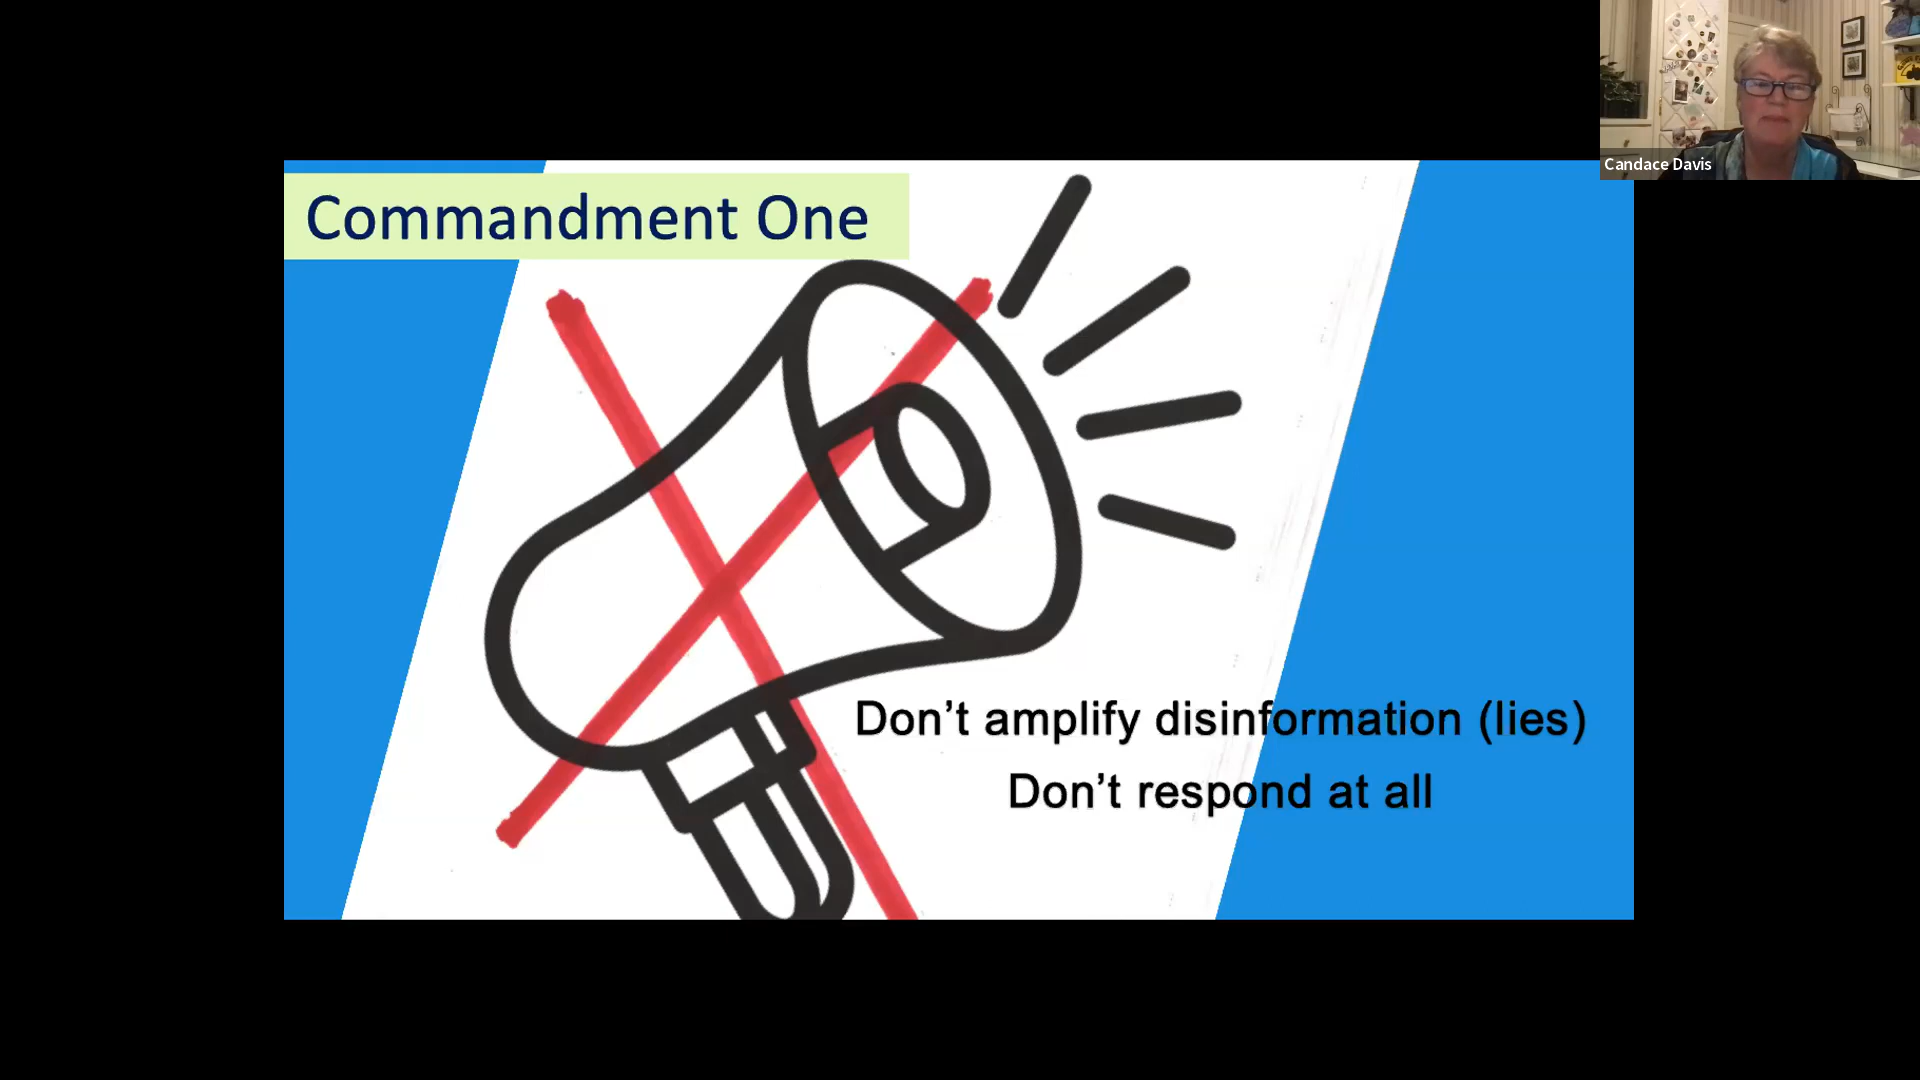 Commandment One
Don’t amplify disinformation (lies)
Don’t respond at all
Candace Davis